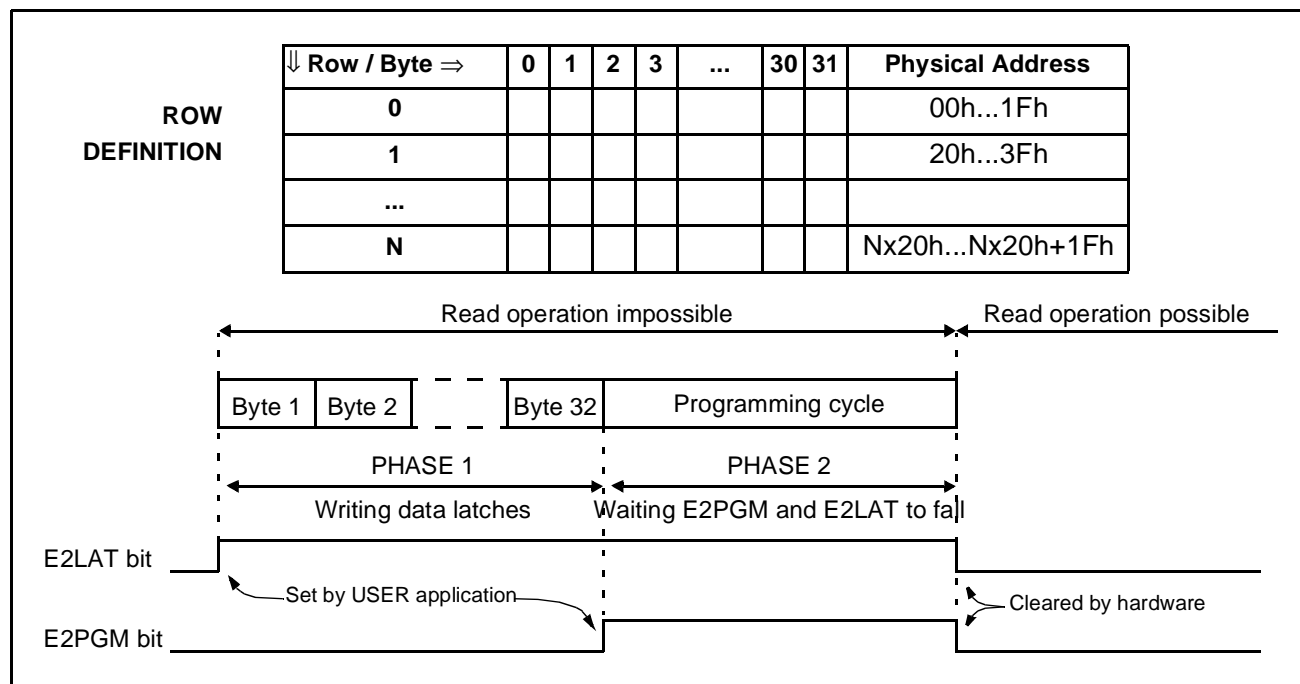 ⇓ Row / Byte ⇒ 0 1 2 3 ... 30 31 Physical Address
ROW DEFINITION
0 00h...1Fh
1 20h...3Fh
...
N Nx20h...Nx20h+1Fh
Read operation impossible Read operation possible
Byte 1 Byte 2 Byte 32 Programming cycle
PHASE 1 PHASE 2
Writing data latches Waiting E2PGM and E2LAT to fall
E2LAT bit
Set by USER application Cleared by hardware
E2PGM bit